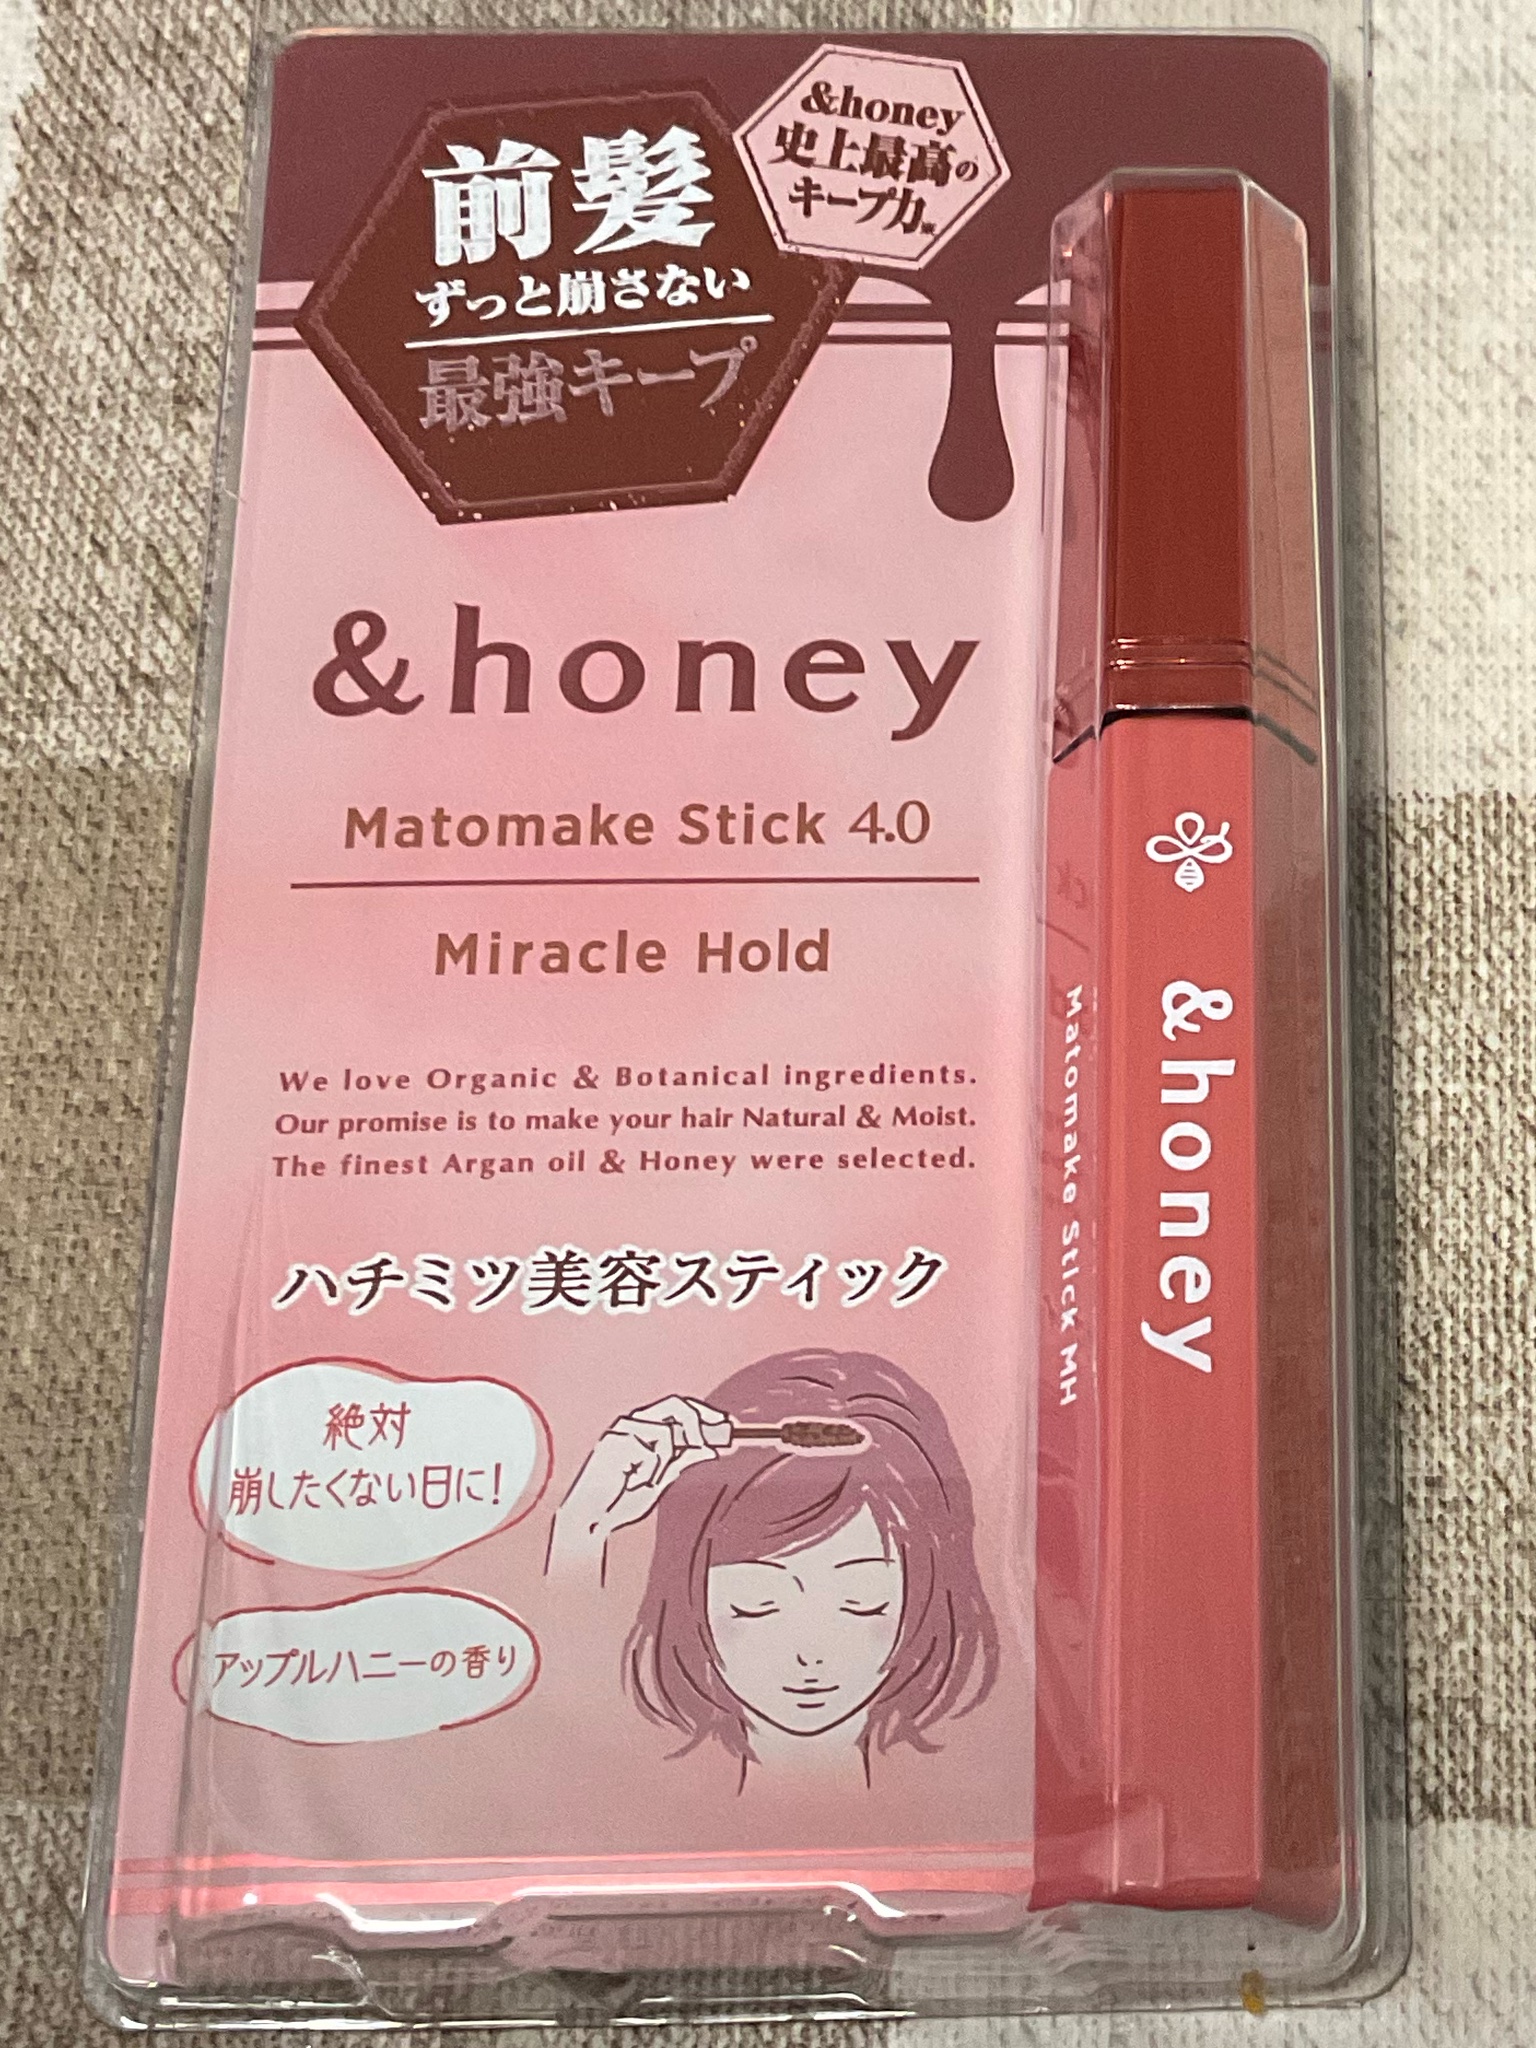 &honey
史上最高の
キープ力※
前髪
ずっと崩さない
最強キープ
&honey
Matomake Stick 4.0
Miracle Hold
We love Organic & Botanical ingredients.
Our promise is to make your hair Natural & Moist.
The finest Argan oil & Honey were selected.
ハチミツ美容スティック
絶対
崩したくない日に!
アップルハニーの香り
&honey
Matomake Stick MH